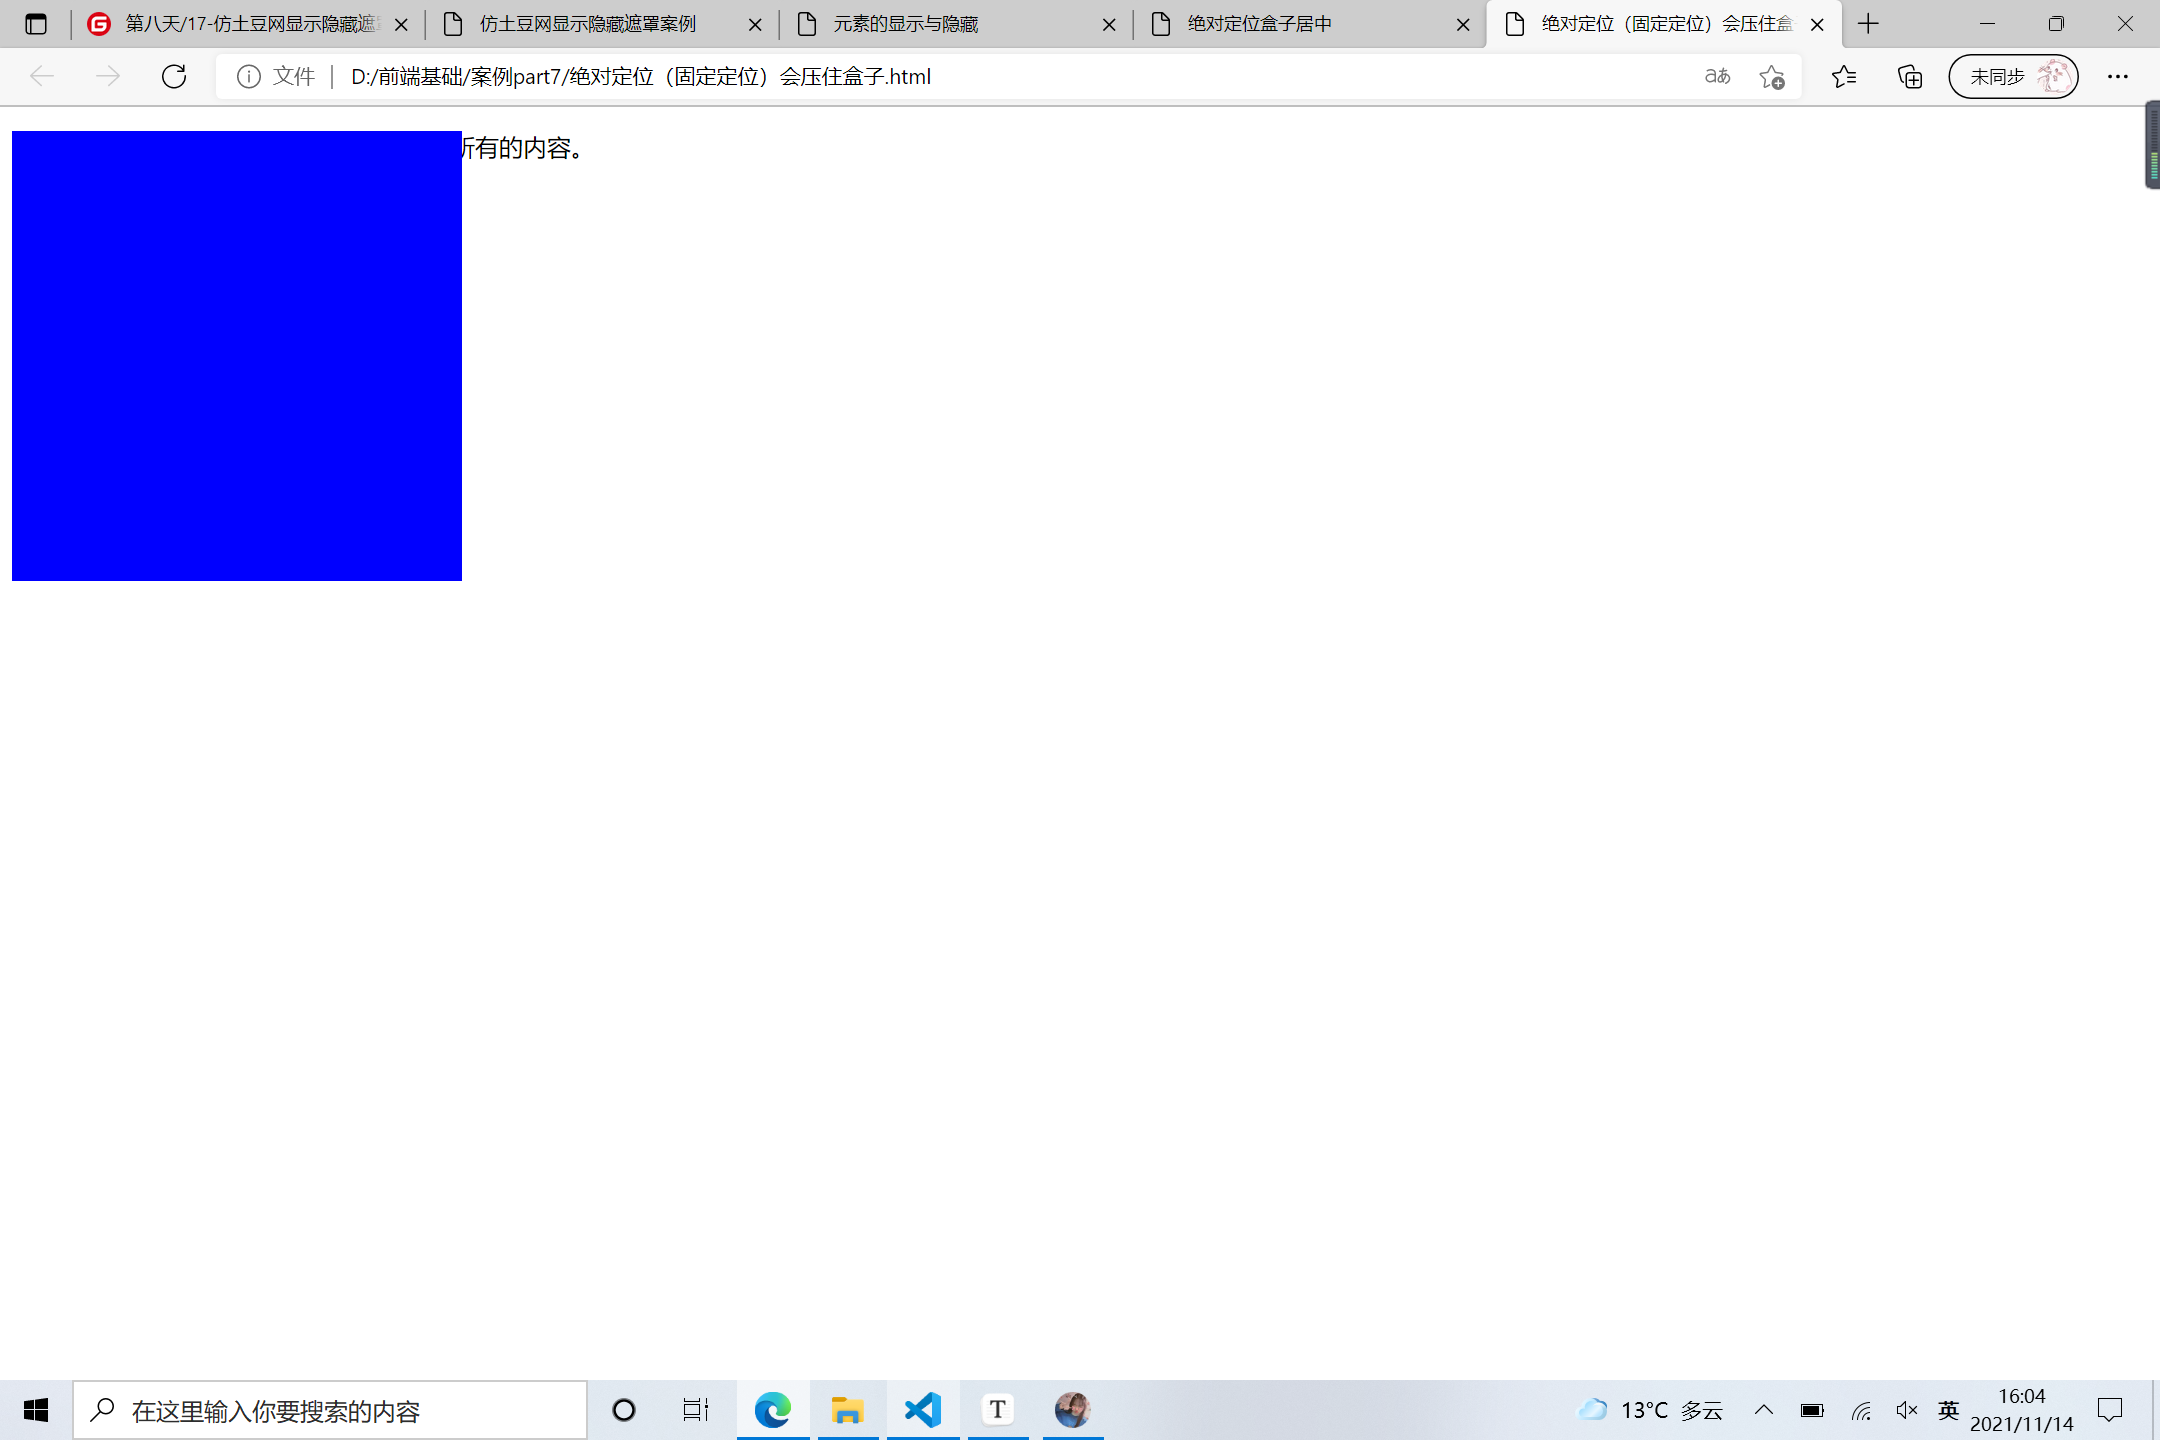 第八天/17-仿土豆网显示隐藏遮
仿土豆网显示隐藏遮罩案例
元素的显示与隐藏
绝对定位盒子居中
绝对定位（固定定位）会压住盒
文件
D:/前端基础/案例part7/绝对定位（固定定位）会压住盒子.html
aあ
未同步
所有的内容。
在这里输入你要搜索的内容
T
13°C 多云
英
16:04
2021/11/14